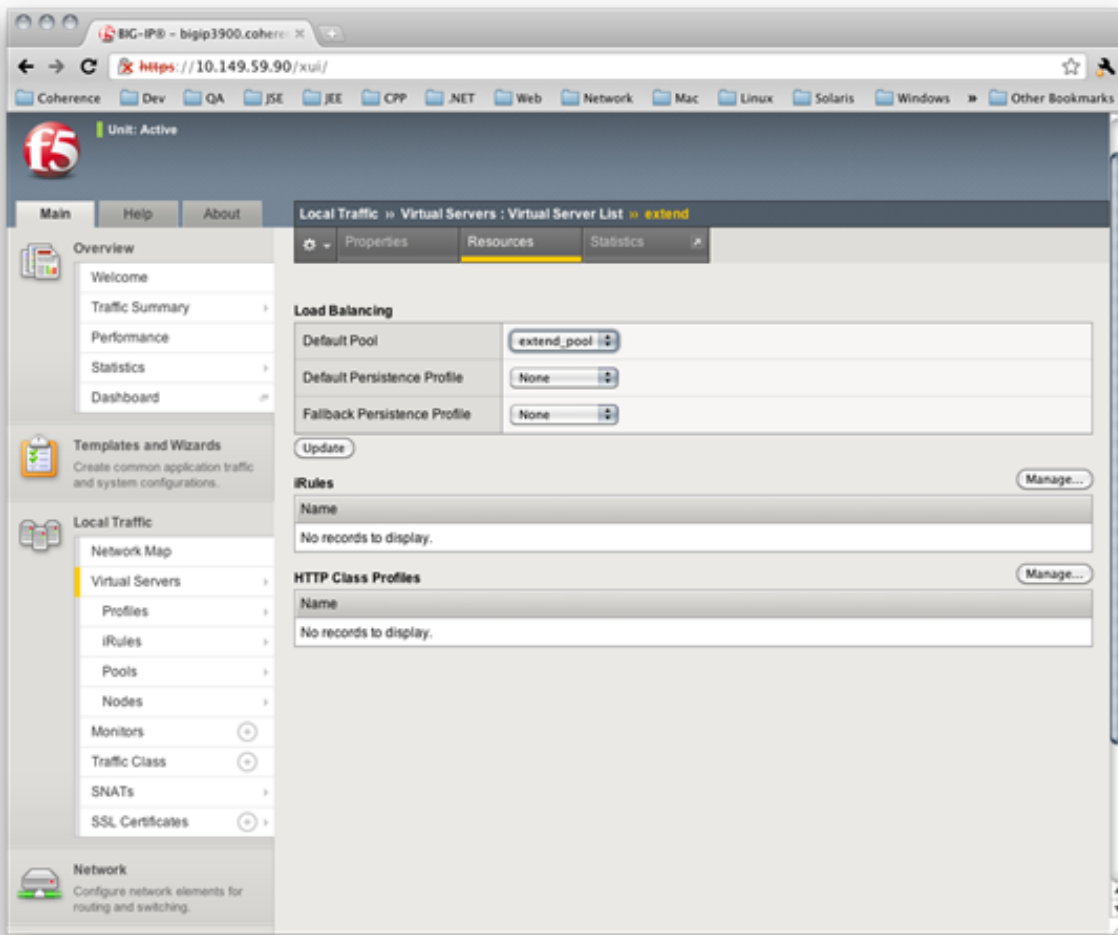 BIG-IP® – bigip3900.cohere
https://10.149.59.90/xui/
Coherence Dev QA JSE JEE CPP .NET Web Network Mac Linux Solaris Windows » Other Bookmarks
f5
Unit: Active
Main Help About
Local Traffic » Virtual Servers : Virtual Server List » extend
Properties Resources Statistics
Overview
Welcome
Traffic Summary
Performance
Statistics
Dashboard
Templates and Wizards
Create common application traffic
and system configurations.
Local Traffic
Network Map
Virtual Servers
Profiles
iRules
Pools
Nodes
Monitors
Traffic Class
SNATs
SSL Certificates
Network
Configure network elements for
routing and switching.
Load Balancing
Default Pool extend_pool
Default Persistence Profile None
Fallback Persistence Profile None
Update
iRules Manage...
Name
No records to display.
HTTP Class Profiles Manage...
Name
No records to display.